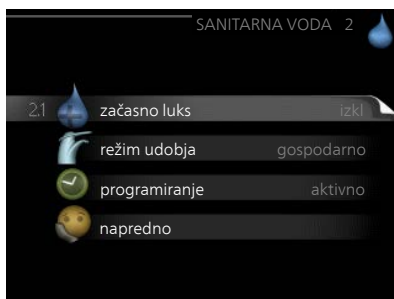 SANITARNA VODA 2
2.1 začasno luks izkl
režim udobja gospodarno
programiranje aktivno
napredno